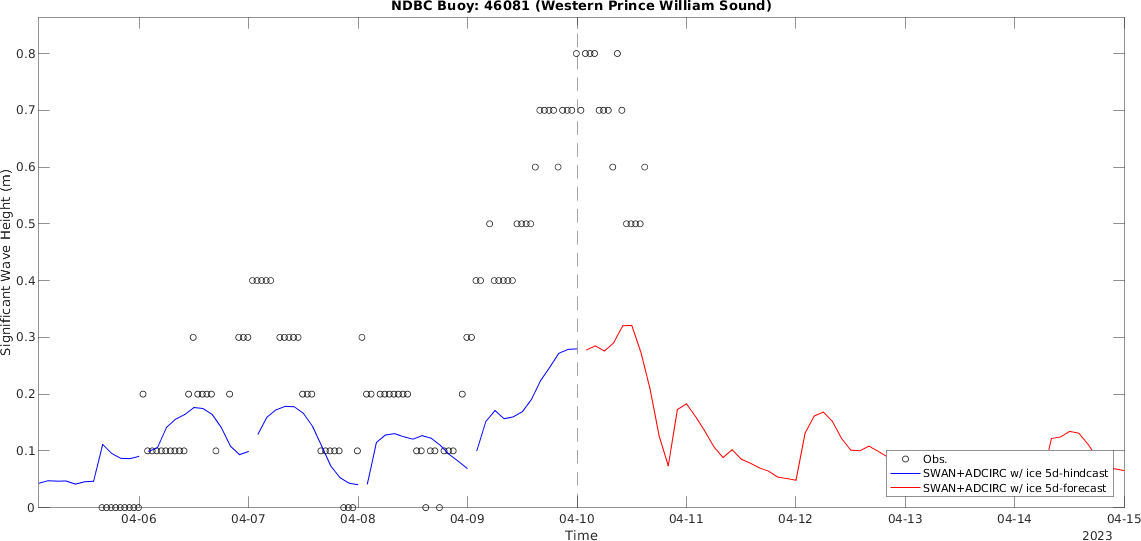 NDBC Buoy: 46081 (Western Prince William Sound)
Significant Wave Height (m)
0.8
0.7
0.6
0.5
0.4
0.3
0.2
0.1
0
Obs.
SWAN+ADCIRC w/ ice 5d-hindcast
SWAN+ADCIRC w/ ice 5d-forecast
04-06 04-07 04-08 04-09 04-10 04-11 04-12 04-13 04-14 04-15
Time
2023